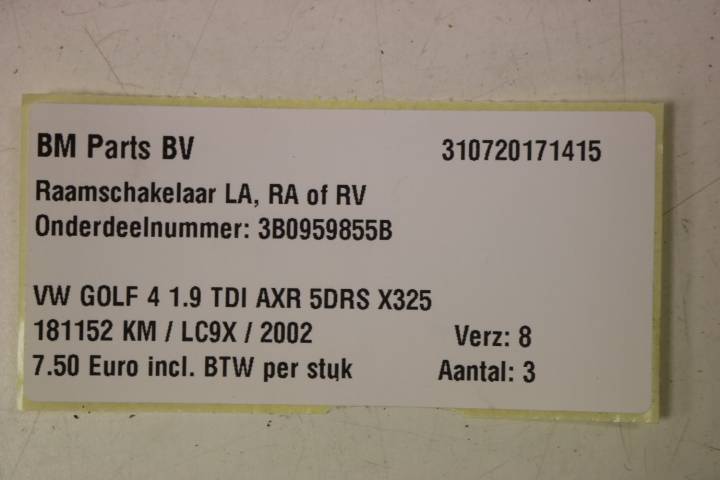 BM Parts BV 310720171415
Raamschakelaar LA, RA of RV
Onderdeelnummer: 3B0959855B
VW GOLF 4 1.9 TDI AXR 5DRS X325
181152 KM / LC9X / 2002 Verz: 8
7.50 Euro incl. BTW per stuk Aantal: 3